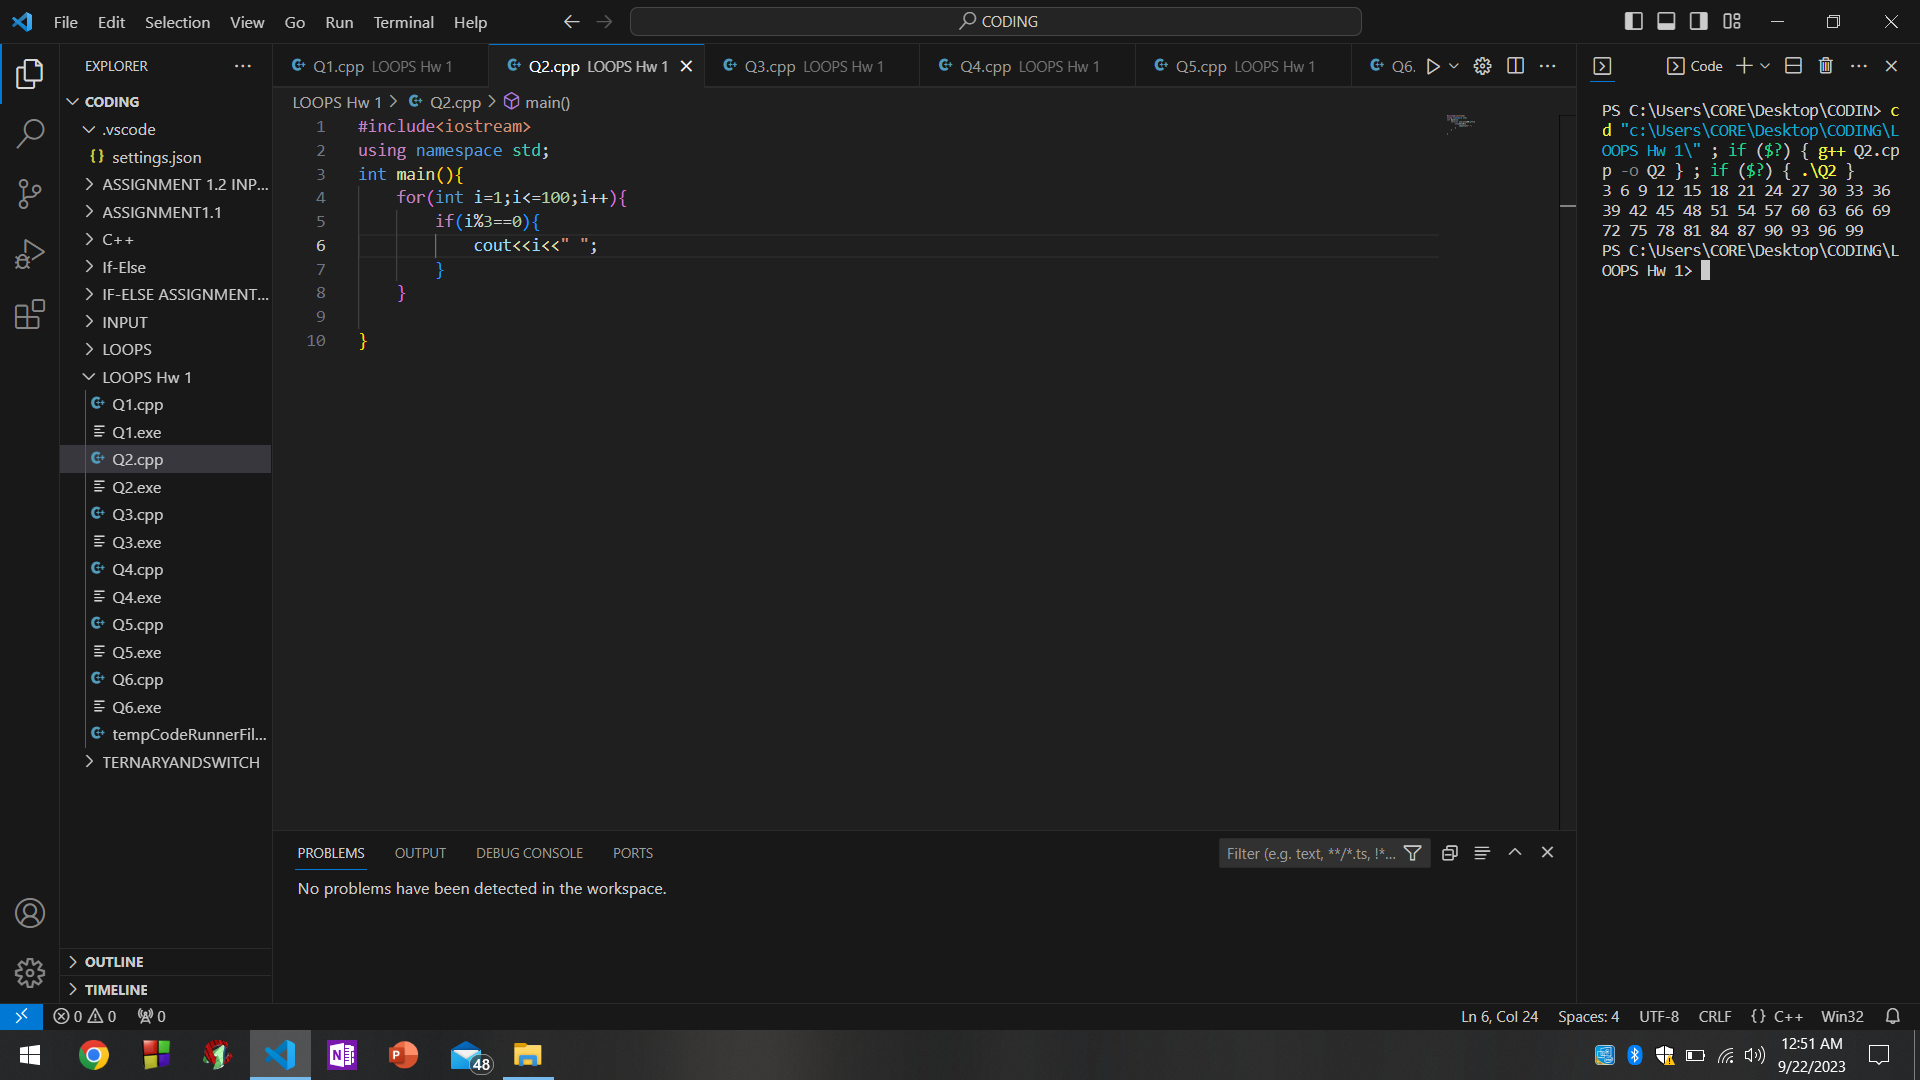 File Edit Selection View Go Run Terminal Help
CODING
EXPLORER
CODING
.vscode
settings.json
ASSIGNMENT 1.2 INP...
ASSIGNMENT1.1
C++
If-Else
IF-ELSE ASSIGNMENT...
INPUT
LOOPS
LOOPS Hw 1
Q1.cpp
Q1.exe
Q2.cpp
Q2.exe
Q3.cpp
Q3.exe
Q4.cpp
Q4.exe
Q5.cpp
Q5.exe
Q6.cpp
Q6.exe
tempCodeRunnerFil...
TERNARYANDSWITCH
OUTLINE
TIMELINE
Q1.cpp LOOPS Hw 1 Q2.cpp LOOPS Hw 1 Q3.cpp LOOPS Hw 1 Q4.cpp LOOPS Hw 1 Q5.cpp LOOPS Hw 1 Q6.
LOOPS Hw 1 > Q2.cpp > main()
1 #include<iostream>
2 using namespace std;
3 int main(){
4 for(int i=1;i<=100;i++){
5 if(i%3==0){
6 cout<<i<<" ";
7 }
8 }
9
10 }
PROBLEMS OUTPUT DEBUG CONSOLE PORTS
Filter (e.g. text, **/*.ts, !*...
No problems have been detected in the workspace.
Code
PS C:\Users\CORE\Desktop\CODIN> c
d "c:\Users\CORE\Desktop\CODING\L
OOPS Hw 1\" ; if ($?) { g++ Q2.cp
p -o Q2 } ; if ($?) { .\Q2 }
3 6 9 12 15 18 21 24 27 30 33 36
39 42 45 48 51 54 57 60 63 66 69
72 75 78 81 84 87 90 93 96 99
PS C:\Users\CORE\Desktop\CODING\L
OOPS Hw 1>
0 0 0
Ln 6, Col 24 Spaces: 4 UTF-8 CRLF {} C++ Win32
48
12:51 AM
9/22/2023